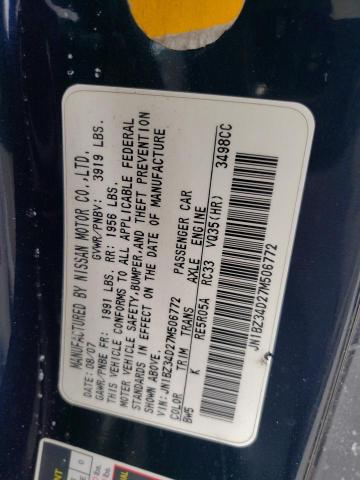 MANUFACTURED BY NISSAN MOTOR CO.,LTD.
DATE: 08/07 GVWR/PNBV: 3919 LBS.
GAWR/PNBE FR: 1991 LBS. RR: 1956 LBS.
THIS VEHICLE CONFORMS TO ALL APPLICABLE FEDERAL
MOTOR VEHICLE SAFETY,BUMPER,AND THEFT PREVENTION
STANDARDS IN EFFECT ON THE DATE OF MANUFACTURE
SHOWN ABOVE.
VIN: JN1BZ34D27M506772 PASSENGER CAR
COLOR TRIM TRANS AXLE ENGINE
BW5 K RE5R05A RC33 VQ35(HR) 3498CC
JN1BZ34D27M506772